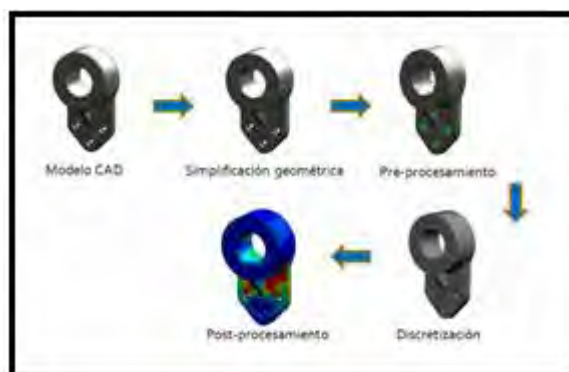 Modelo CAD
Simplificación geométrica
Pre-procesamiento
Post-procesamiento
Discretización